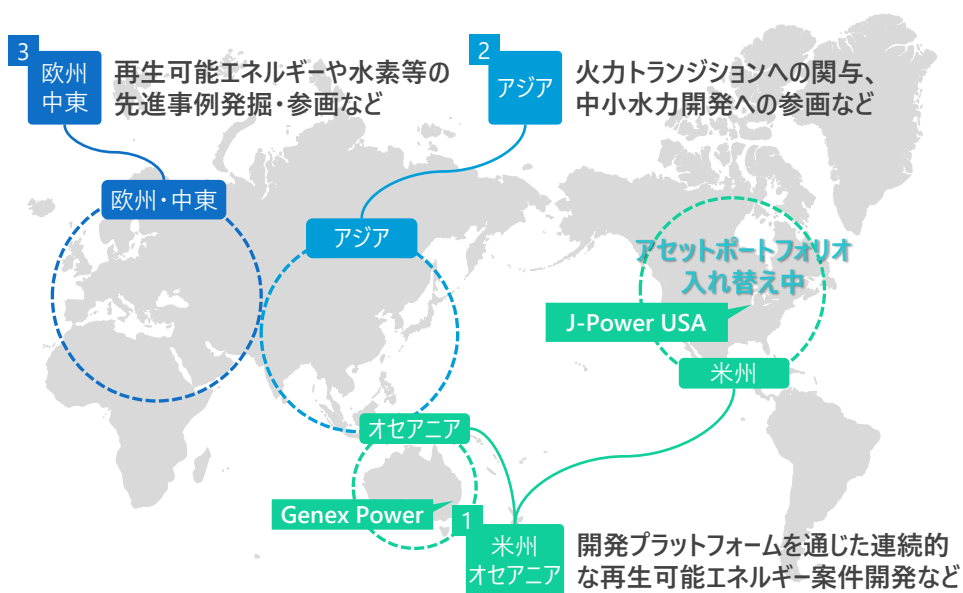 3
欧州
中東
再生可能エネルギーや水素等の
先進事例発掘・参画など
2
アジア
火力トランジションへの関与、
中小水力開発への参画など
欧州・中東
アジア
アセットポートフォリオ
入れ替え中
J-Power USA
米州
オセアニア
Genex Power
1
米州
オセアニア
開発プラットフォームを通じた連続的
な再生可能エネルギー案件開発など